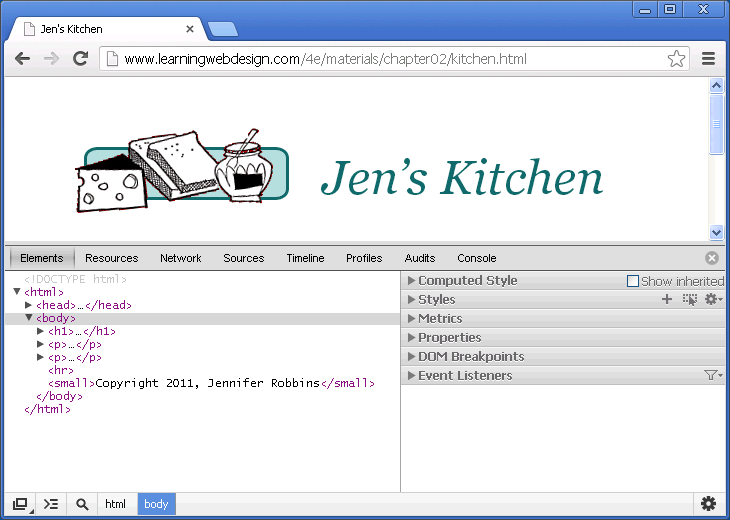 Jen's Kitchen
www.learningwebdesign.com/4e/materials/chapter02/kitchen.html
Jen's Kitchen
Elements Resources Network Sources Timeline Profiles Audits Console
<!DOCTYPE html>
<html>
<head>…</head>
<body>
<h1>…</h1>
<p>…</p>
<p>…</p>
<hr>
<small>Copyright 2011, Jennifer Robbins</small>
</body>
</html>
Computed Style Show inherited
Styles
Metrics
Properties
DOM Breakpoints
Event Listeners
html body